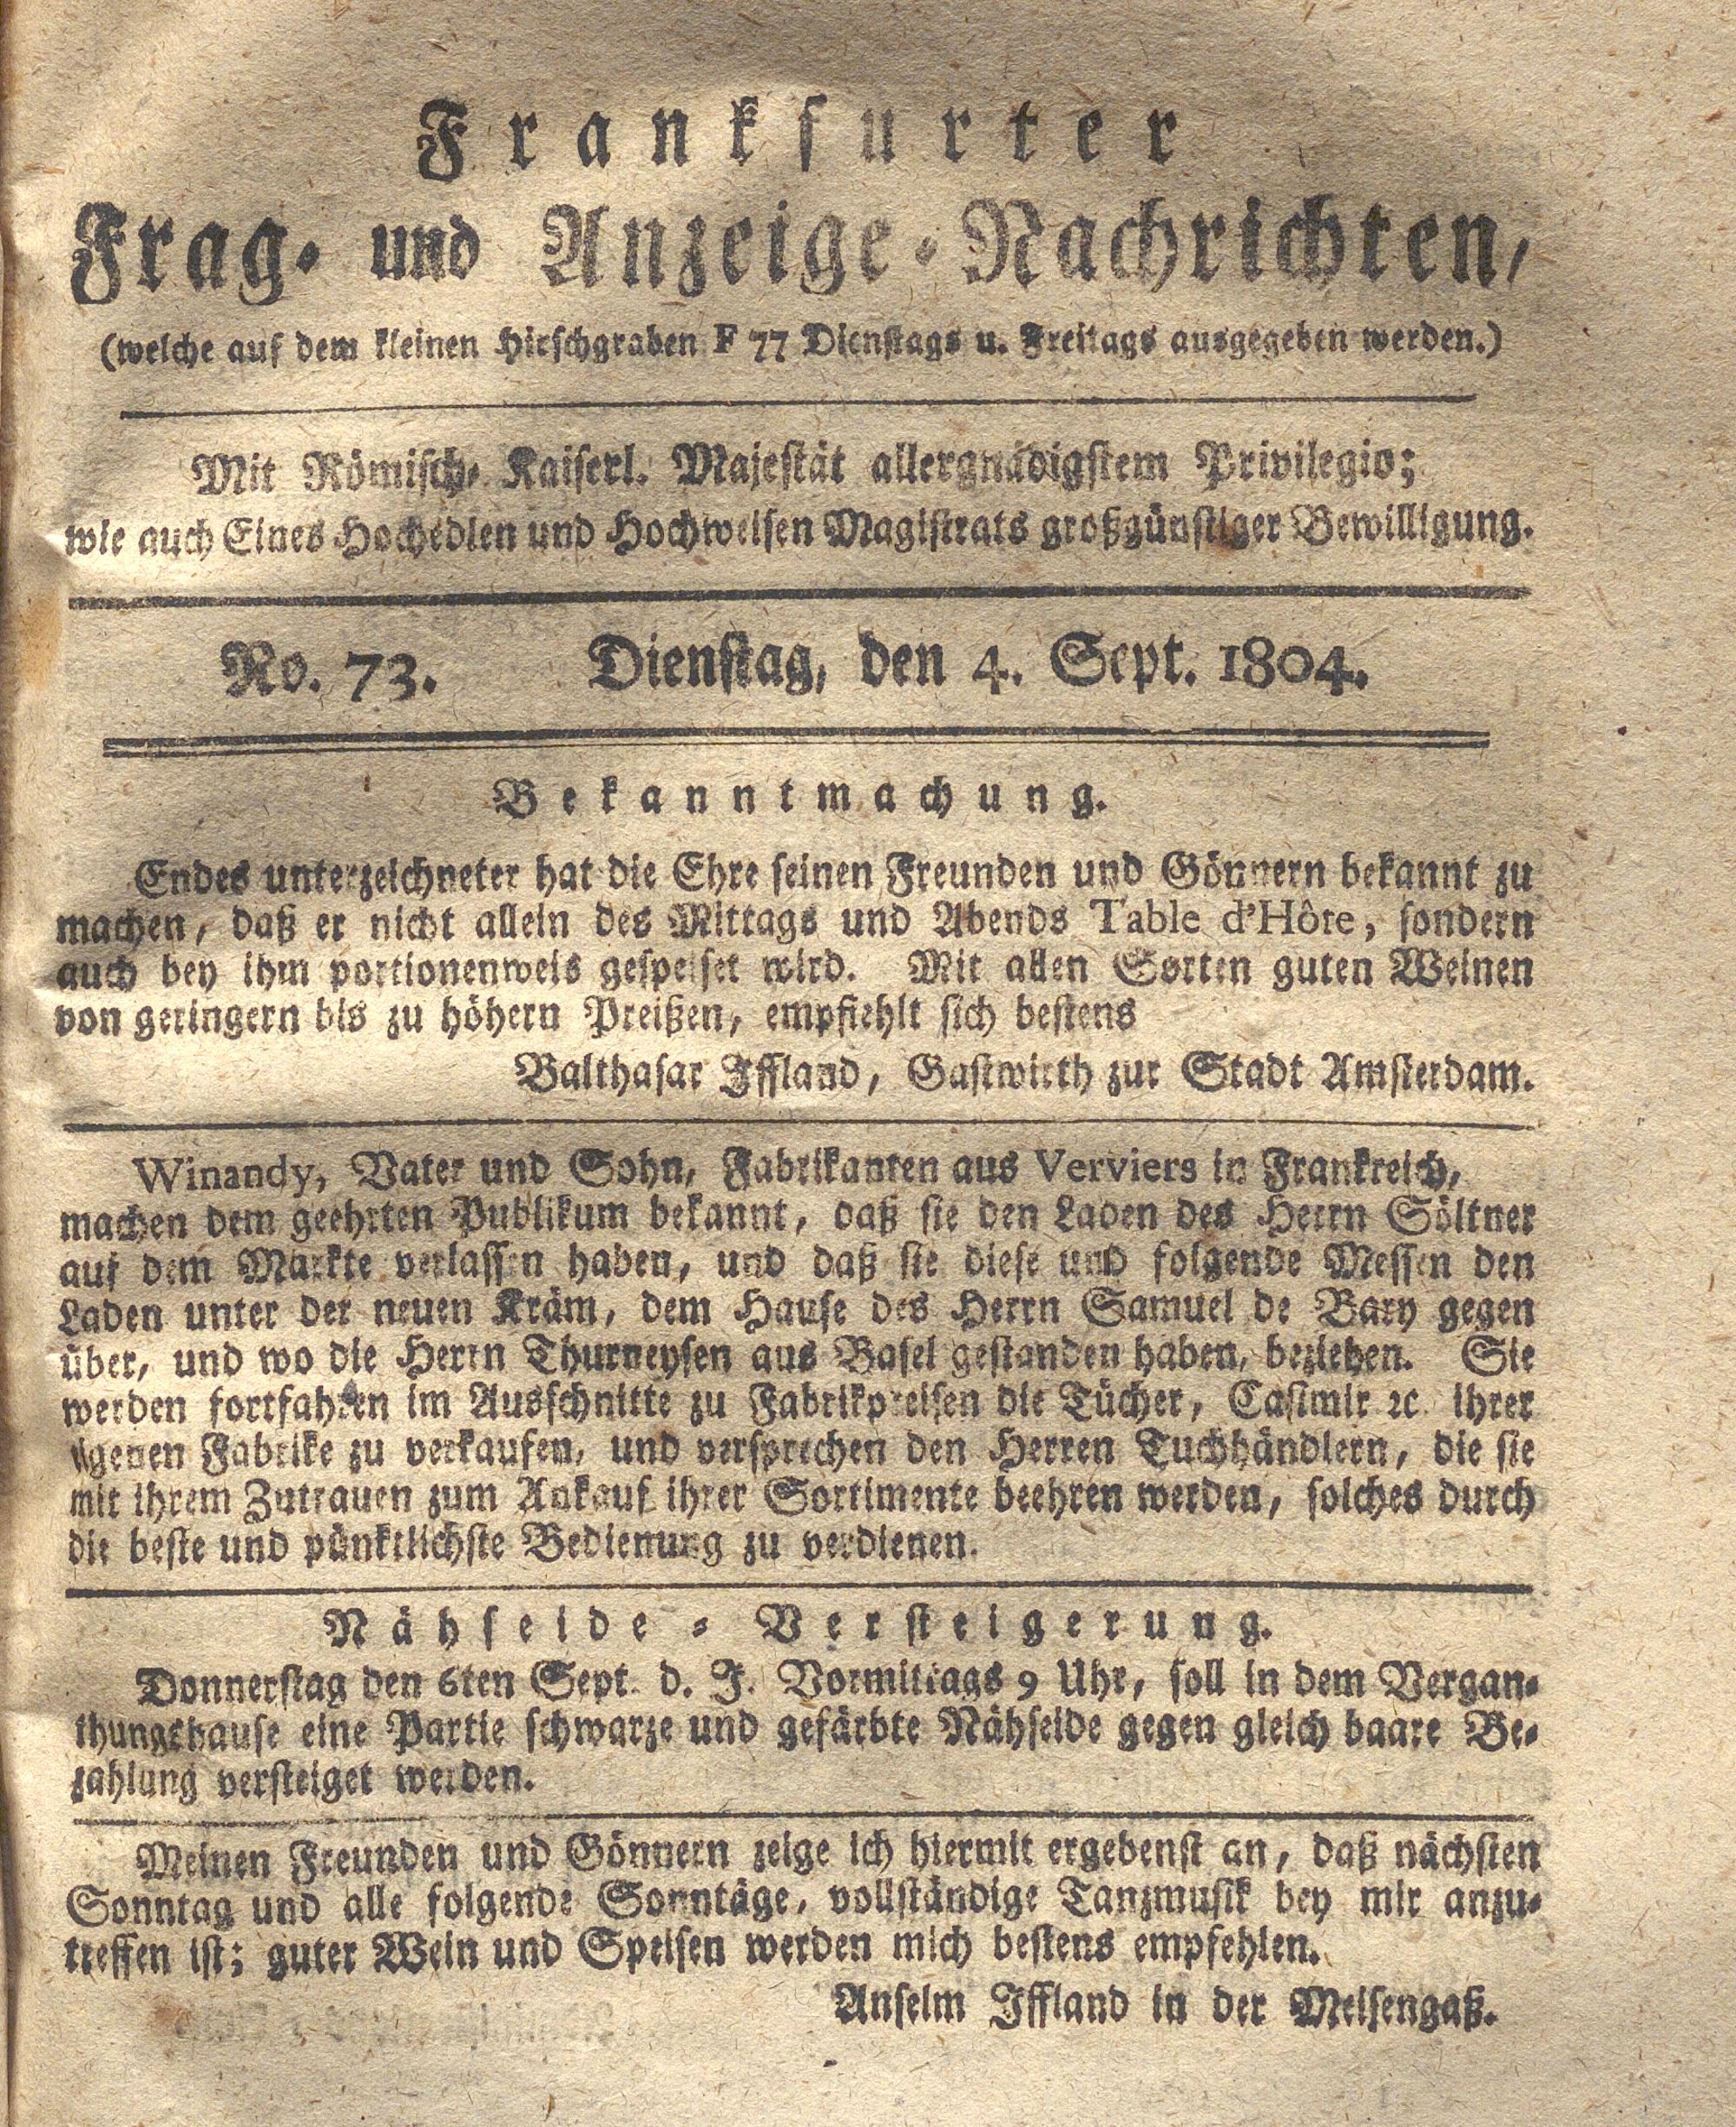 Frankfurter
Frag- und Anzeige-Nachrichten,
(welche auf dem kleinen Hirschgraben F 77 Dienstags u. Freitags ausgegeben werden.)
Mit Römisch- Kaiserl. Majestät allergnädigstem Privilegio;
wie auch Eines Hochedlen und Hochweisen Magistrats großgünstiger Bewilligung.
No. 73. Dienstag, den 4. Sept. 1804.
Bekanntmachung.
Endes unterzeichneter hat die Ehre seinen Freunden und Gönnern bekannt zu
machen, daß er nicht allein des Mittags und Abends Table d'Hôte, sondern
auch bey ihm portionenweis gespeiset wird. Mit allen Sorten guten Weinen
von geringern bis zu höhern Preißen, empfiehlt sich bestens
Balthasar Iffland, Gastwirth zur Stadt Amsterdam.
Winandy, Vater und Sohn, Fabrikanten aus Verviers in Frankreich,
machen dem geehrten Publikum bekannt, daß sie den Laden des Herrn Söltner
auf dem Markte verlassen haben, und daß sie diese und folgende Messen den
Laden unter der neuen Kräm, dem Hause des Herrn Samuel de Bary gegen
über, und wo die Herrn Thurneysen aus Basel gestanden haben, beziehen. Sie
werden fortfahren im Ausschnitte zu Fabrikpreisen die Tücher, Casimir ꝛc. ihrer
eigenen Fabrike zu verkaufen, und versprechen den Herren Tuchhändlern, die sie
mit ihrem Zutrauen zum Ankauf ihrer Sortimente beehren werden, solches durch
die beste und pünktlichste Bedienung zu verdienen.
Nähseide-Versteigerung.
Donnerstag den 6ten Sept. d. J. Vormittags 9 Uhr, soll in dem Vergan-
thungshause eine Partie schwarze und gefärbte Nähseide gegen gleich baare Be-
zahlung versteiget werden.
Meinen Freunden und Gönnern zeige ich hiermit ergebenst an, daß nächsten
Sonntag und alle folgende Sonntäge, vollständige Tanzmusik bey mir anzu-
treffen ist; guter Wein und Speisen werden mich bestens empfehlen.
Anselm Iffland in der Meisengaß.